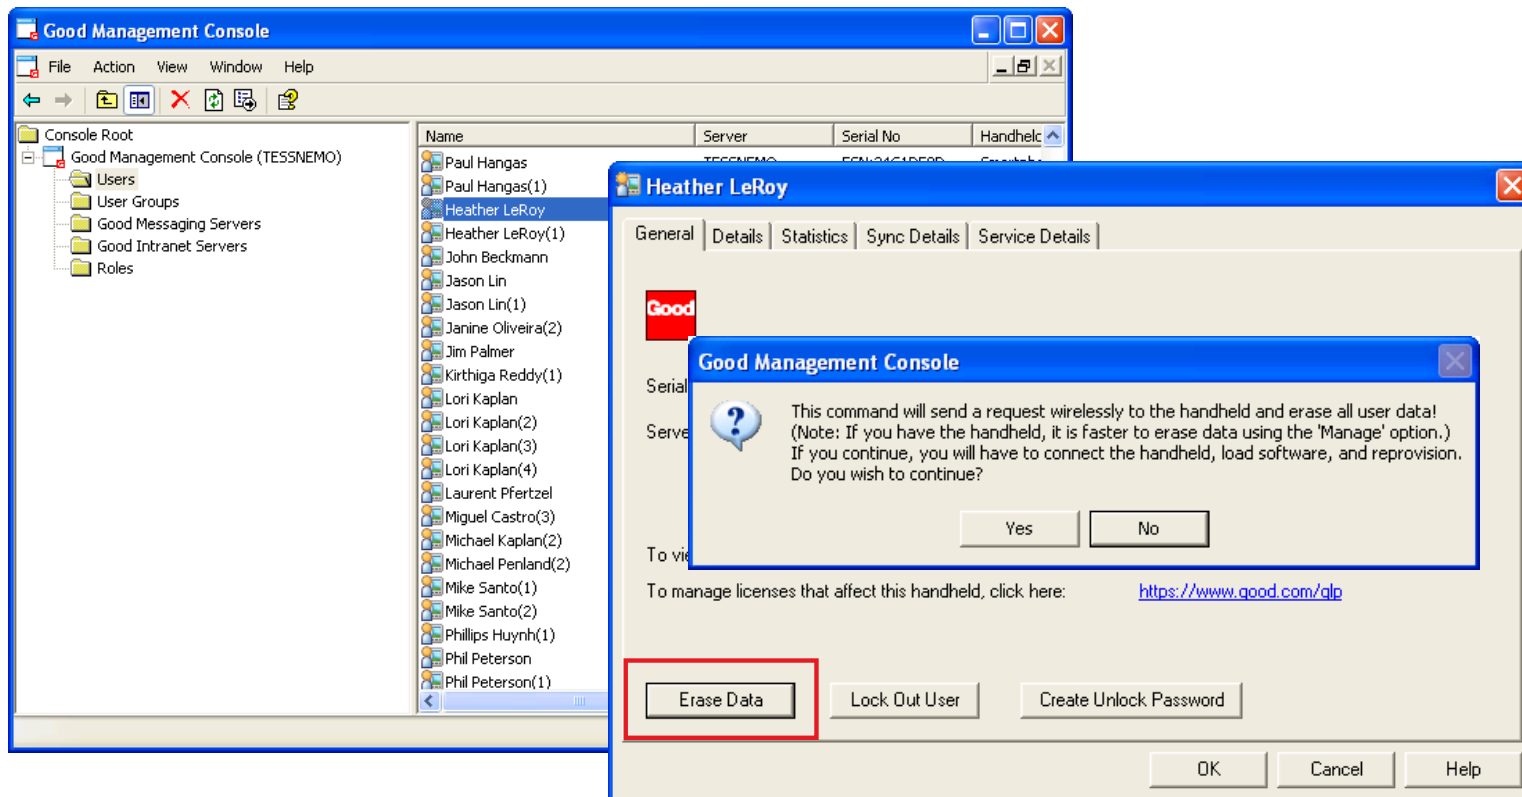 Good Management Console
File Action View Window Help
Console Root
Good Management Console (TESSNEMO)
Users
User Groups
Good Messaging Servers
Good Intranet Servers
Roles
Name Server Serial No
Paul Hangas TESSNEMO
Paul Hangas(1)
Heather LeRoy
Heather LeRoy(1)
John Beckmann
Jason Lin
Jason Lin(1)
Janine Oliveira(2)
Jim Palmer
Kirthiga Reddy(1)
Lori Kaplan
Lori Kaplan(2)
Lori Kaplan(3)
Lori Kaplan(4)
Laurent Pfertzel
Miguel Castro(3)
Michael Kaplan(2)
Michael Penland(2)
Mike Santo(1)
Mike Santo(2)
Phillips Huynh(1)
Phil Peterson
Phil Peterson(1)
Heather LeRoy
General Details Statistics Sync Details Service Details
Good
Serial
Serve
Good Management Console
This command will send a request wirelessly to the handheld and erase all user data!
(Note: If you have the handheld, it is faster to erase data using the 'Manage' option.)
If you continue, you will have to connect the handheld, load software, and reprovision.
Do you wish to continue?
Yes No
To vie
To manage licenses that affect this handheld, click here: https://www.good.com/glp
Erase Data Lock Out User Create Unlock Password
OK Cancel Help